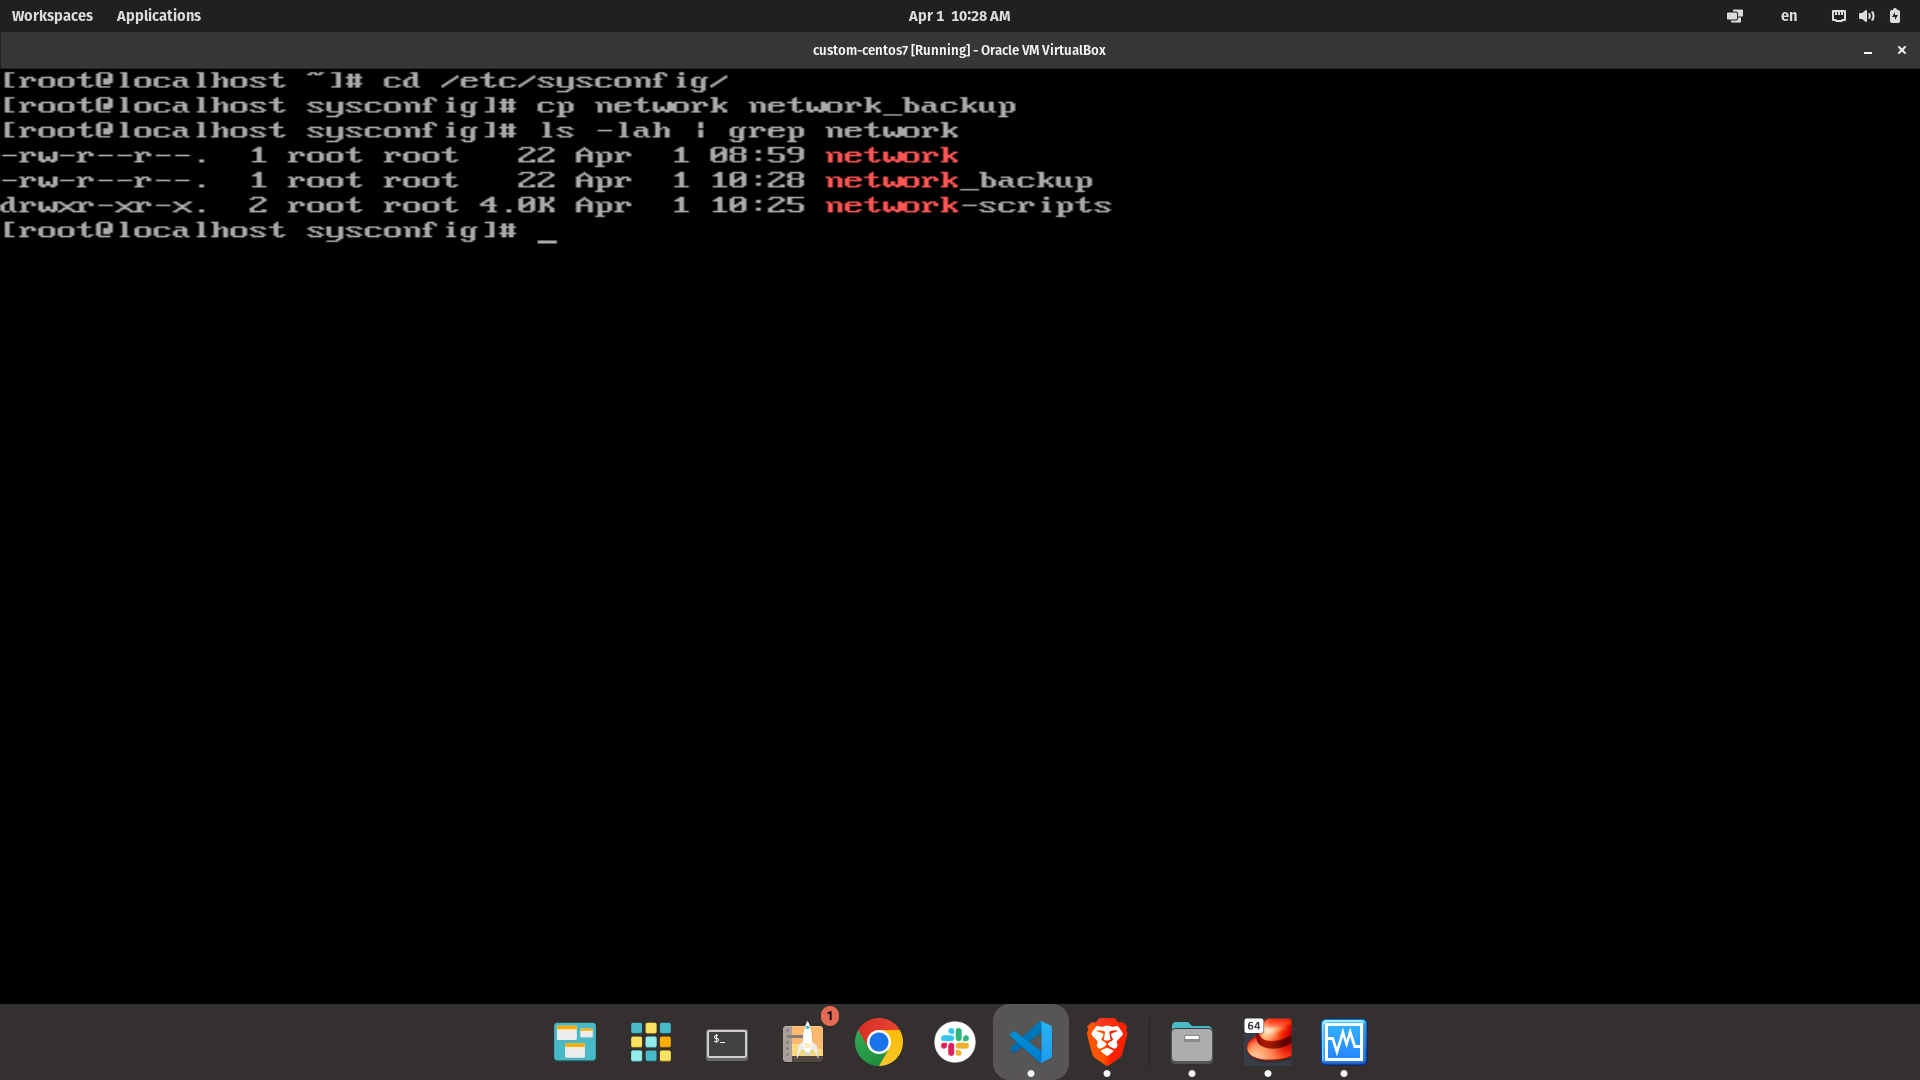 Workspaces Applications Apr 1 10:28 AM en
custom-centos7 [Running] - Oracle VM VirtualBox
[root@localhost ~]# cd /etc/sysconfig/
[root@localhost sysconfig]# cp network network_backup
[root@localhost sysconfig]# ls -lah | grep network
-rw-r--r--.  1 root root   22 Apr  1 08:59 network
-rw-r--r--.  1 root root   22 Apr  1 10:28 network_backup
drwxr-xr-x.  2 root root 4.0K Apr  1 10:25 network-scripts
[root@localhost sysconfig]# _
$_
1
64